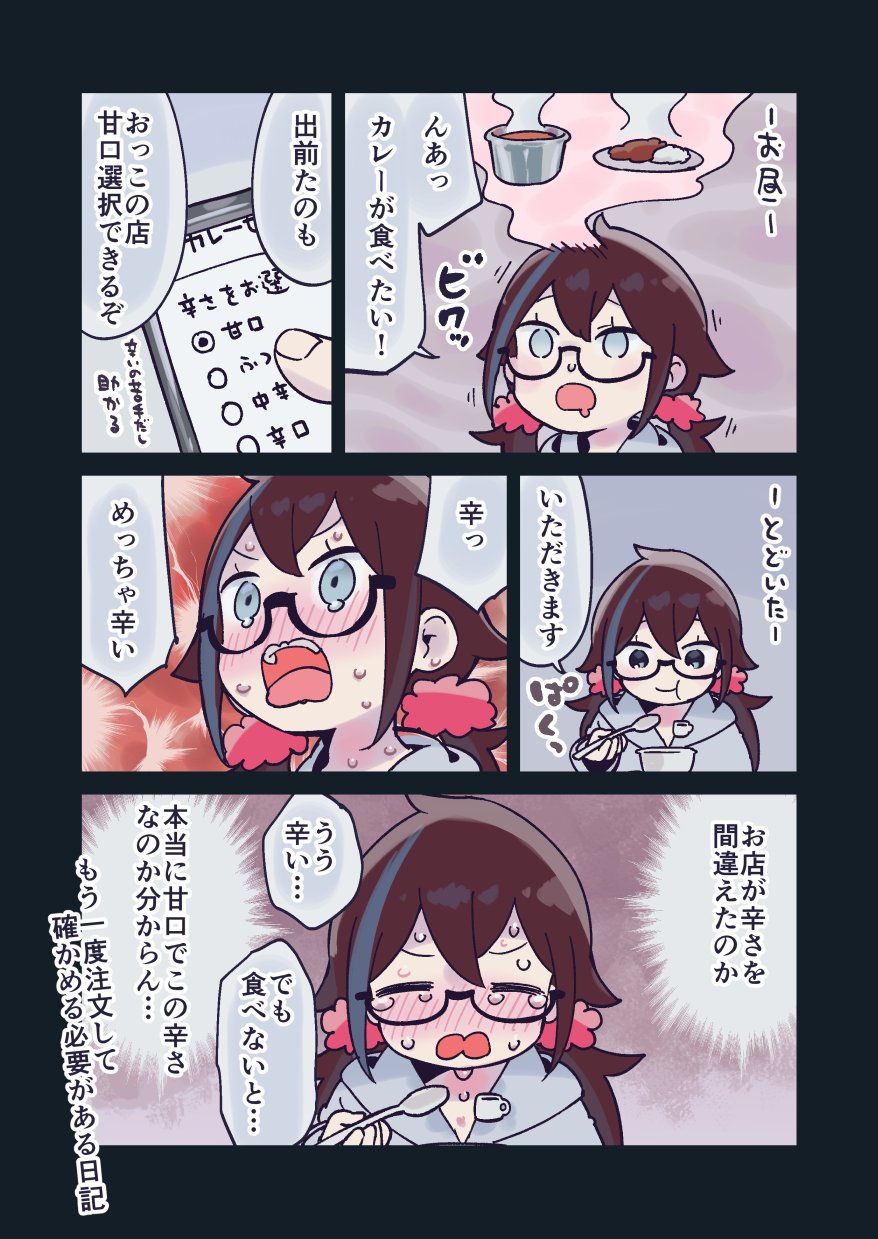 ーお昼ー
んあっ
カレーが食べたい！
ビクッ
出前たのも
おっこの店
甘口選択できるぞ
カレーセ
辛さをお選
甘口
ふつ
中辛
辛口
辛いの苦手だし
助かる
ーとどいたー
いただきます
ぱくっ
辛っ
めっちゃ辛い
お店が辛さを
間違えたのか
うう
辛い…
本当に甘口でこの辛さ
なのか分からん…
でも
食べないと…
もう一度注文して
確かめる必要がある日記